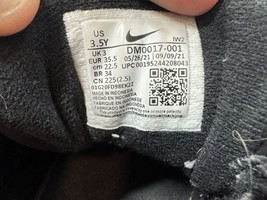 US
3.5Y
IW2
UK 3 DM0017-001
EUR 35.5 05/26/21 09/09/21
cm 22.5 UPC 00195244208043
BR 34
CN 225(2.5)
MADE IN INDONESIA